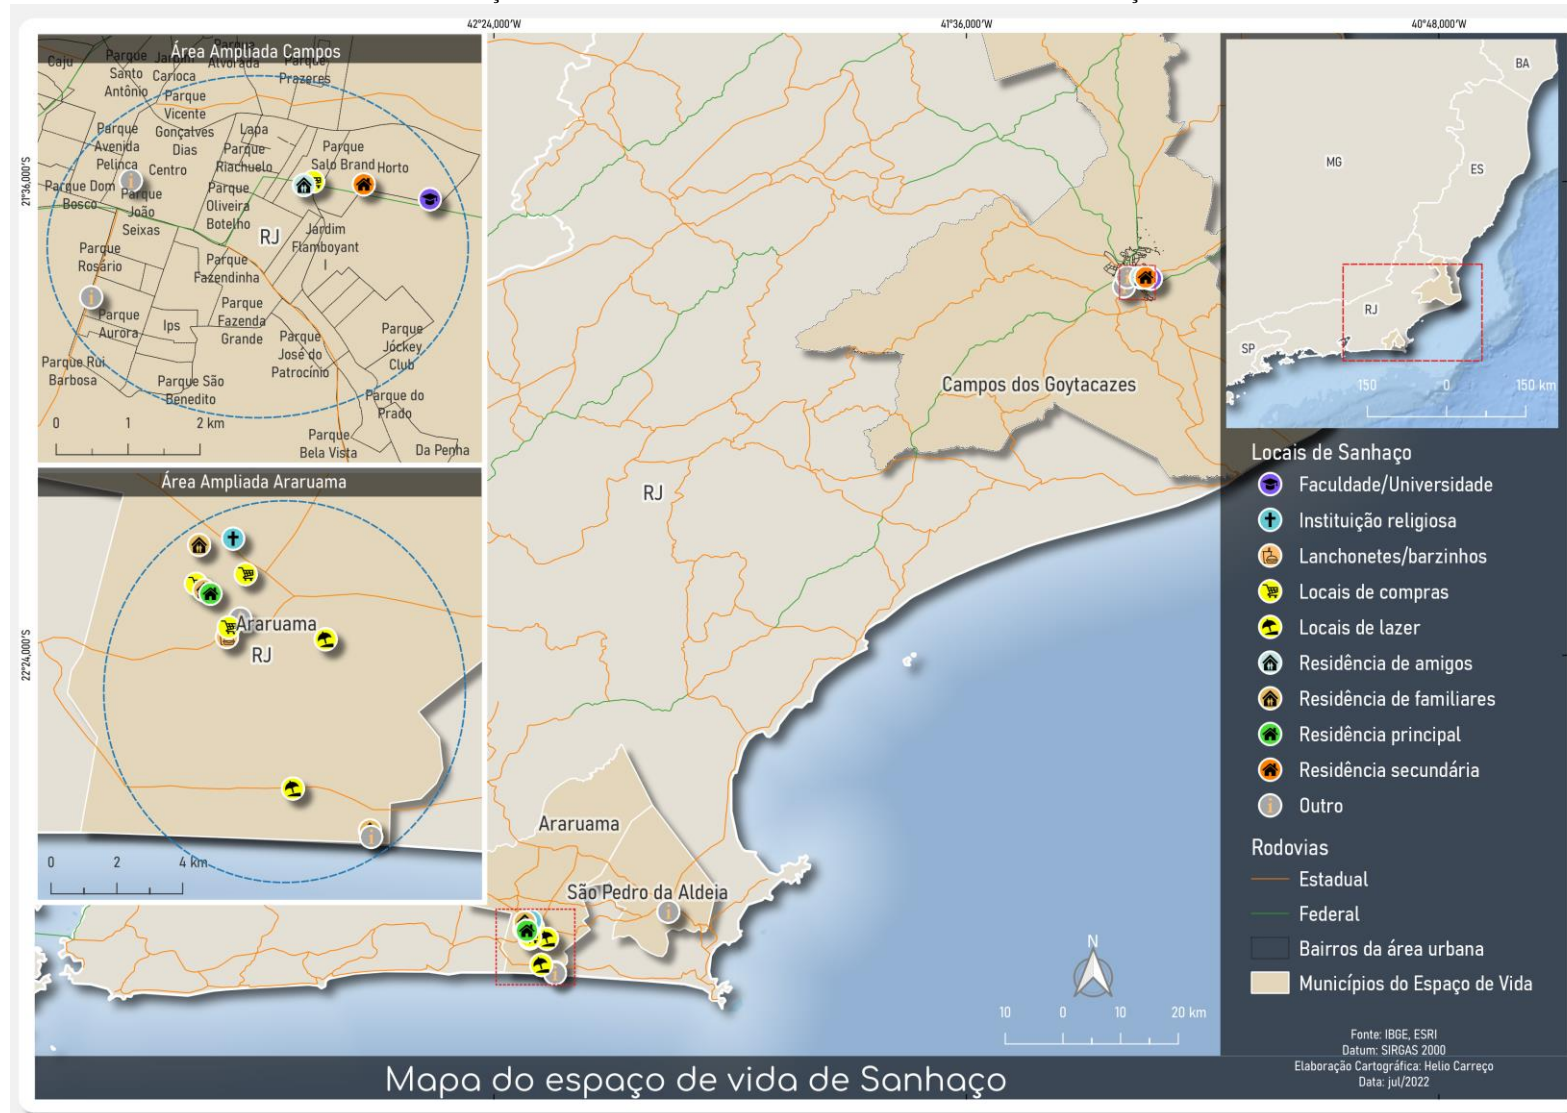 42°24,000'W
41°36,000'W
40°48,000'W
21°36,000'S
22°24,000'S
Área Ampliada Campos
Caju
Parque
Santo
Antônio
Jardim
Carioca
Parque
Alvorada
Parque
Prazeres
Parque
Vicente
Gonçalves
Dias
Parque
Avenida
Pelinca
Centro
Lapa
Parque
Riachuelo
Parque
Salo Brand
Horto
Parque Dom
Bosco
Parque
João
Seixas
Parque
Oliveira
Botelho
RJ
Jardim
Flamboyant
I
Parque
Rosário
Parque
Fazendinha
Parque
Aurora
Ips
Parque
Fazenda
Grande
Parque
José do
Patrocínio
Parque
Jóckey
Club
Parque Rui
Barbosa
Parque São
Benedito
Parque do
Prado
Parque
Bela Vista
Da Penha
0 1 2 km
Área Ampliada Araruama
Araruama
RJ
0 2 4 km
RJ
Campos dos Goytacazes
Araruama
São Pedro da Aldeia
N
10 0 10 20 km
BA
MG
ES
RJ
SP
150 0 150 km
Locais de Sanhaço
Faculdade/Universidade
Instituição religiosa
Lanchonetes/barzinhos
Locais de compras
Locais de lazer
Residência de amigos
Residência de familiares
Residência principal
Residência secundária
Outro
Rodovias
Estadual
Federal
Bairros da área urbana
Municípios do Espaço de Vida
Fonte: IBGE, ESRI
Datum: SIRGAS 2000
Elaboração Cartográfica: Helio Carreço
Data: jul/2022
Mapa do espaço de vida de Sanhaço